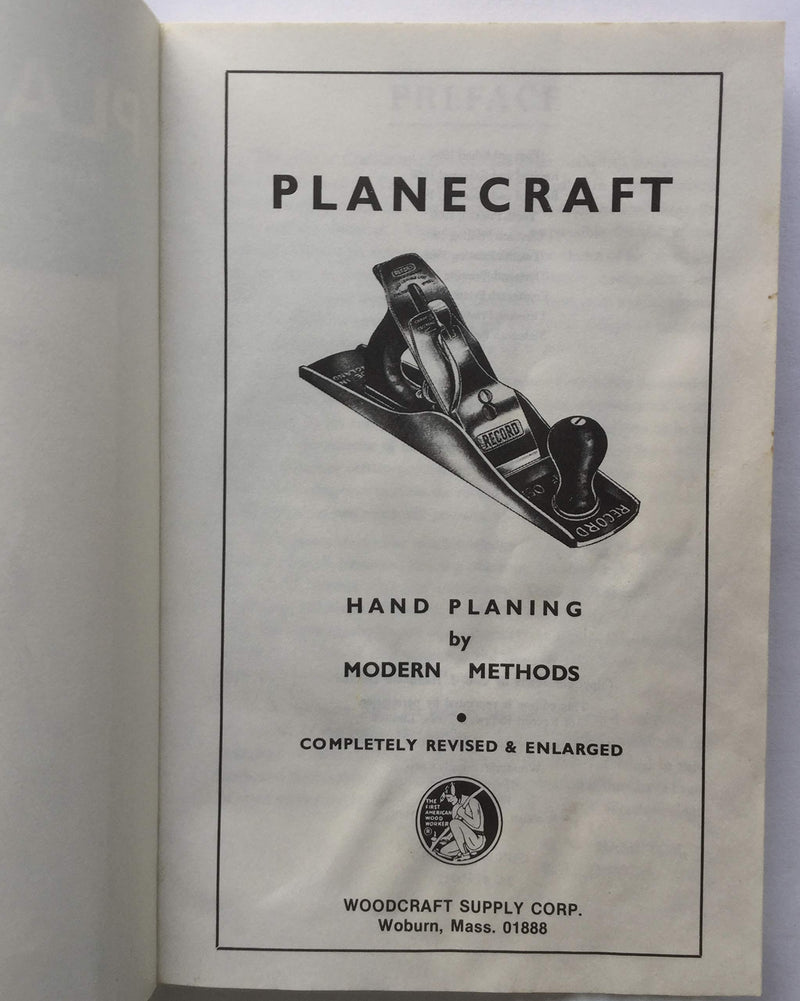 PLANECRAFT
RECORD
RECORD
HAND PLANING
by
MODERN METHODS
•
COMPLETELY REVISED & ENLARGED
THE
FIRST
AMERICAN
WOOD
WORKER
®
WOODCRAFT SUPPLY CORP.
Woburn, Mass. 01888